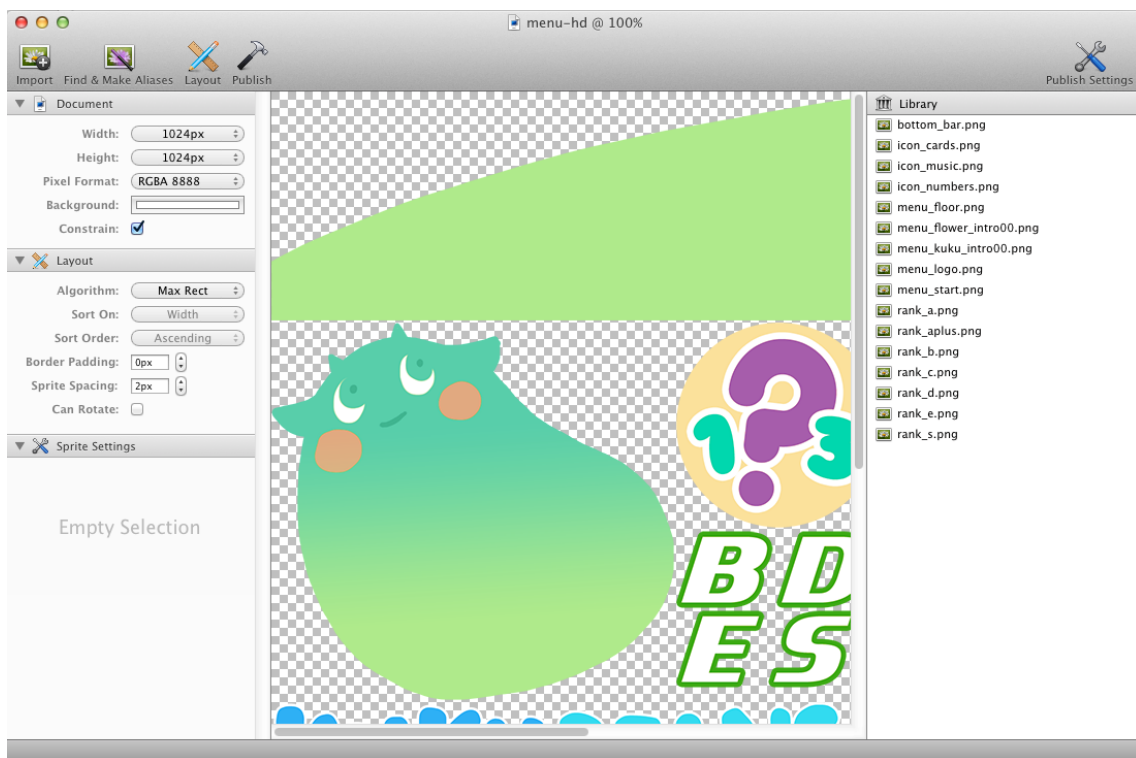 menu-hd @ 100%
Import Find & Make Aliases Layout Publish Publish Settings
Document
Width: 1024px
Height: 1024px
Pixel Format: RGBA 8888
Background:
Constrain:
Layout
Algorithm: Max Rect
Sort On: Width
Sort Order: Ascending
Border Padding: 0px
Sprite Spacing: 2px
Can Rotate:
Sprite Settings
Empty Selection
1 ? 3
B D
E S
Library
bottom_bar.png
icon_cards.png
icon_music.png
icon_numbers.png
menu_floor.png
menu_flower_intro00.png
menu_kuku_intro00.png
menu_logo.png
menu_start.png
rank_a.png
rank_aplus.png
rank_b.png
rank_c.png
rank_d.png
rank_e.png
rank_s.png